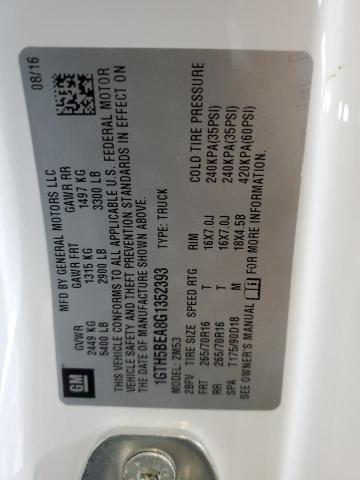 MFD BY GENERAL MOTORS LLC 08/16
GVWR GAWR FRT GAWR RR
2449 KG 1315 KG 1497 KG
5400 LB 2900 LB 3300 LB
THIS VEHICLE CONFORMS TO ALL APPLICABLE U.S. FEDERAL MOTOR
VEHICLE SAFETY AND THEFT PREVENTION STANDARDS IN EFFECT ON
THE DATE OF MANUFACTURE SHOWN ABOVE.
1GTH5BEA8G1352393 TYPE: TRUCK
MODEL: 2M53
2BFV TIRE SIZE SPEED RTG RIM COLD TIRE PRESSURE
FRT 265/70R16 T 16X7.0J 240KPA(35PSI)
RR 265/70R16 T 16X7.0J 240KPA(35PSI)
SPA T175/90D18 M 18X4.5B 420KPA(60PSI)
SEE OWNER'S MANUAL FOR MORE INFORMATION.
GM